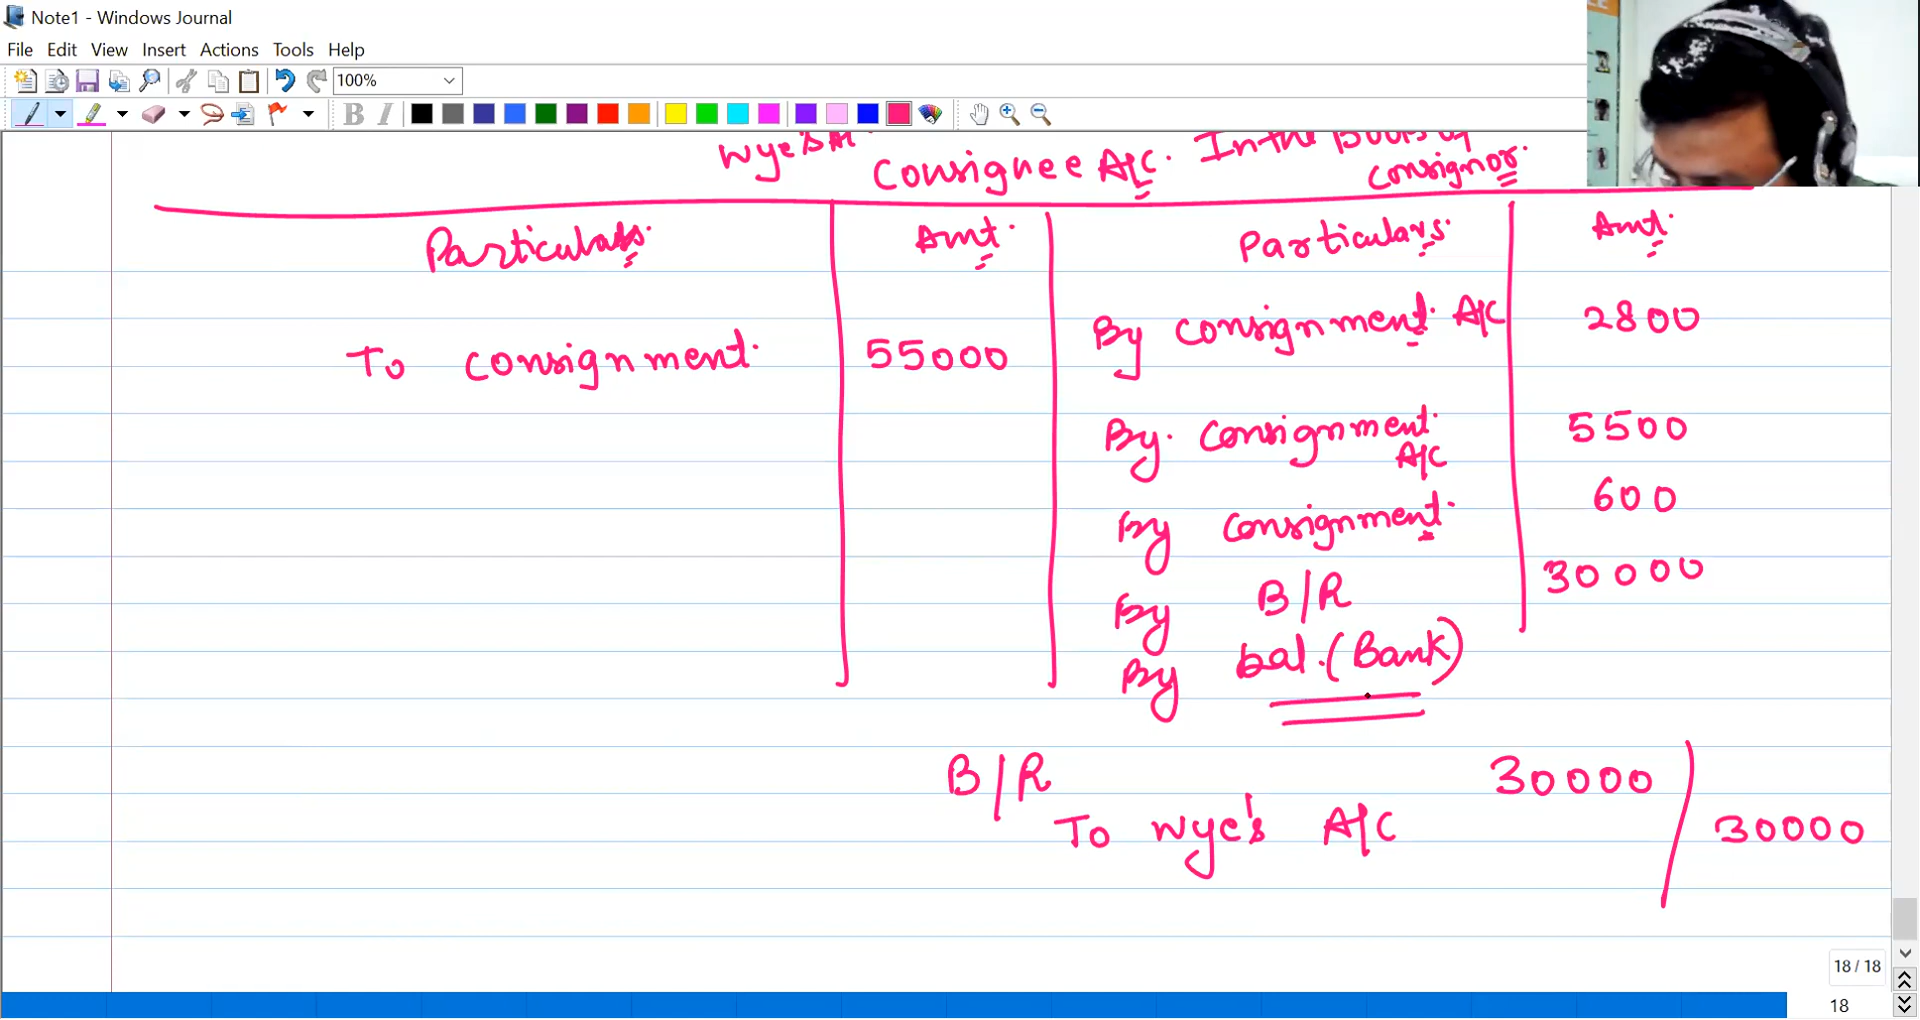 Note1 - Windows Journal
File Edit View Insert Actions Tools Help
100%
B I
Wye's A/c
Consignee A/C. In the Books of
consignor.
Particulars. Amt. Particulars. Amt.
To consignment. 55000 By consignment. A/C 2800
By. Consignment. 5500
A/C
By consignment. 600
By B/R 30000
By bal.(Bank)
B/R 30000
To wye's A/C 30000
18 / 18
18